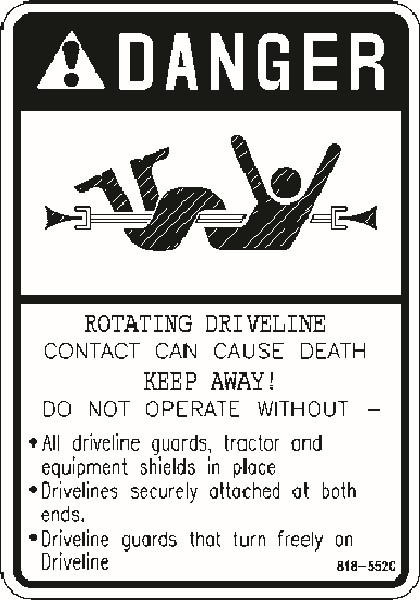 DANGER
ROTATING DRIVELINE
CONTACT CAN CAUSE DEATH
KEEP AWAY!
DO NOT OPERATE WITHOUT –
• All driveline guards, tractor and
equipment shields in place
• Drivelines securely attached at both
ends.
• Driveline guards that turn freely on
Driveline
818-552C